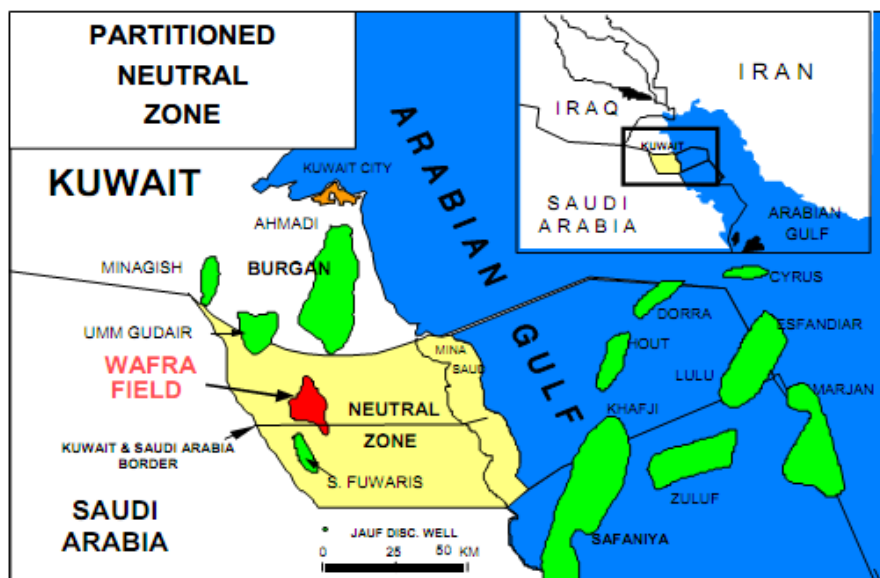 PARTITIONED
NEUTRAL
ZONE
IRAN
IRAQ
KUWAIT
SAUDI
ARABIA
ARABIAN
GULF
KUWAIT
KUWAIT CITY
AHMADI
BURGAN
MINAGISH
UMM GUDAIR
WAFRA
FIELD
ARABIAN
GULF
MINA
SAUD
NEUTRAL
ZONE
KUWAIT & SAUDI ARABIA
BORDER
S. FUWARIS
SAUDI
ARABIA
CYRUS
DORRA
ESFANDIAR
HOUT
LULU
MARJAN
KHAFJI
ZULUF
SAFANIYA
JAUF DISC. WELL
0 25 50 KM